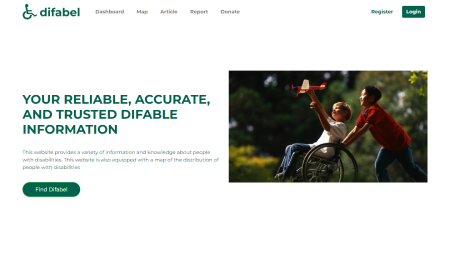 difabel Dashboard Map Article Report Donate Register Login
YOUR RELIABLE, ACCURATE,
AND TRUSTED DIFABLE
INFORMATION
This website provides a variety of information and knowledge about people
with disabilities. This website is also equipped with a map of the distribution of
people with disabilities
Find Difabel